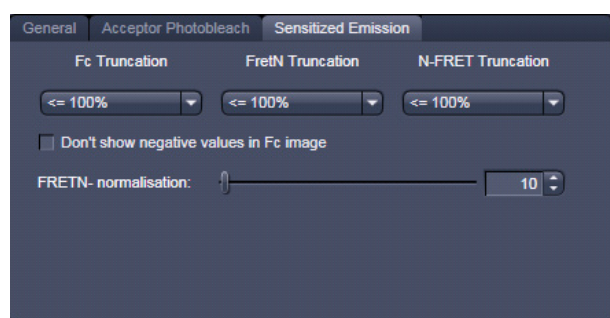 General Acceptor Photobleach Sensitized Emission
Fc Truncation FretN Truncation N-FRET Truncation
<= 100% <= 100% <= 100%
Don't show negative values in Fc image
FRETN- normalisation: 10